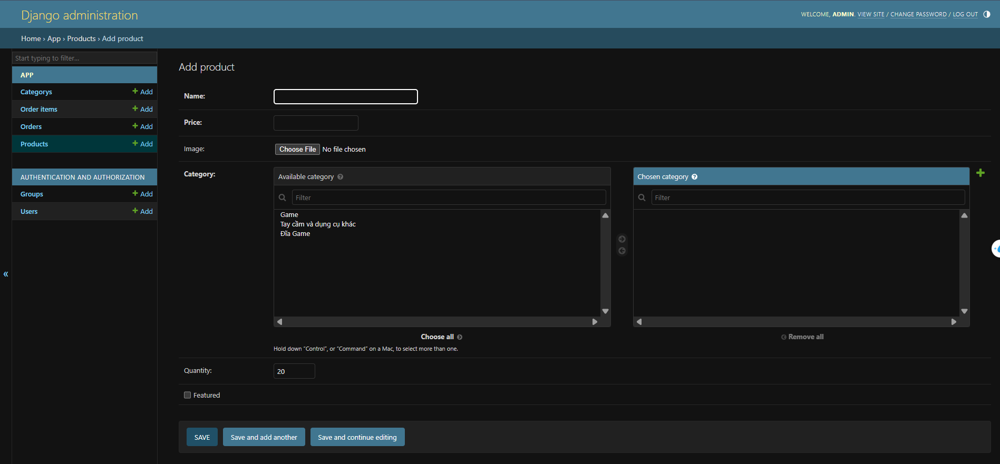 Django administration
WELCOME, ADMIN. VIEW SITE / CHANGE PASSWORD / LOG OUT
Home › App › Products › Add product
Start typing to filter...
APP
Categorys + Add
Order items + Add
Orders + Add
Products + Add
AUTHENTICATION AND AUTHORIZATION
Groups + Add
Users + Add
«
Add product
Name:
Price:
Image: Choose File No file chosen
Category:
Available category ?
Filter
Game
Tay cầm và dụng cụ khác
Đĩa Game
Choose all
Hold down “Control”, or “Command” on a Mac, to select more than one.
Chosen category ?
Filter
Remove all
Quantity: 20
Featured
SAVE Save and add another Save and continue editing